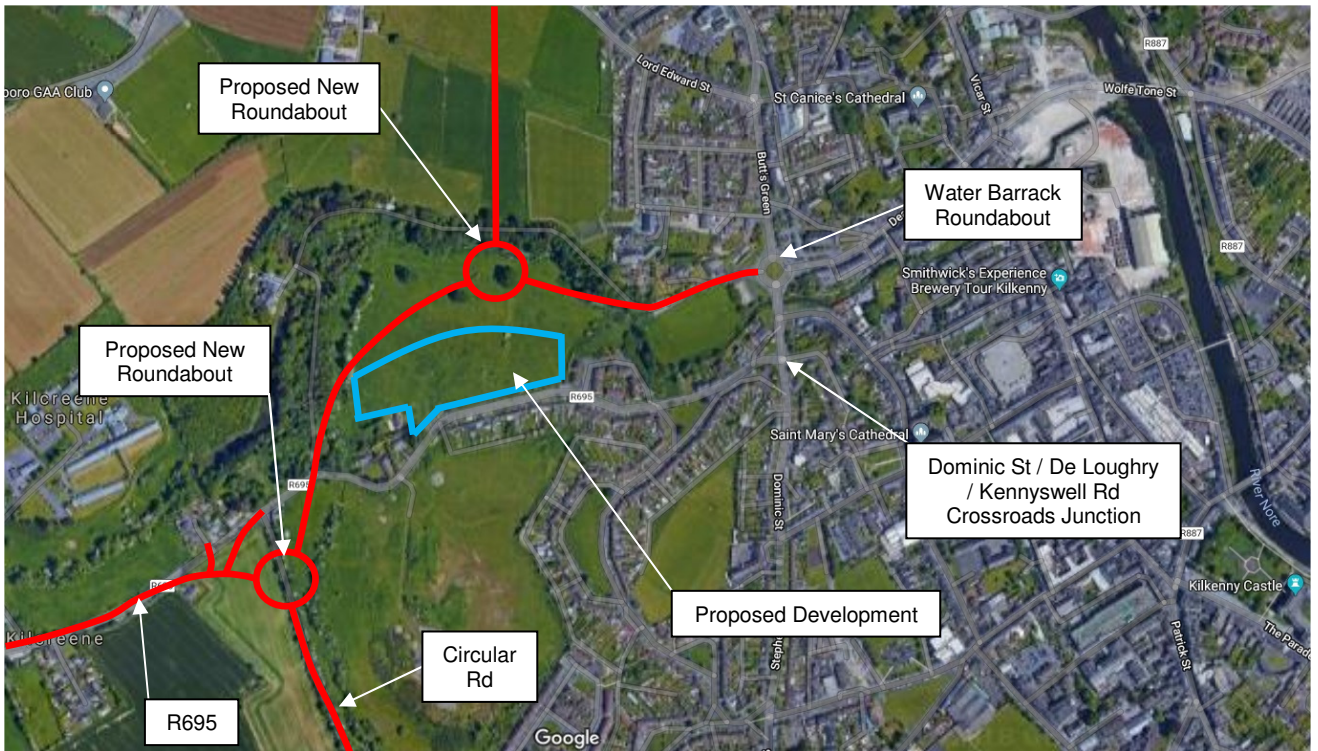 Proposed New
Roundabout
boro GAA Club
Lord Edward St
St Canice's Cathedral
Vicar St
R887
Wolfe Tone St
Butt's Green
Water Barrack
Roundabout
R887
Smithwick's Experience
Brewery Tour Kilkenny
Proposed New
Roundabout
Kilcreene
Hospital
R695
Saint Mary's Cathedral
Dominic St / De Loughry
/ Kennyswell Rd
Crossroads Junction
River Nore
R695
Dominic St
R887
Kilkenny Castle
Proposed Development
The Parade
Patrick St
Kilcreene
Circular
Rd
R695
Google